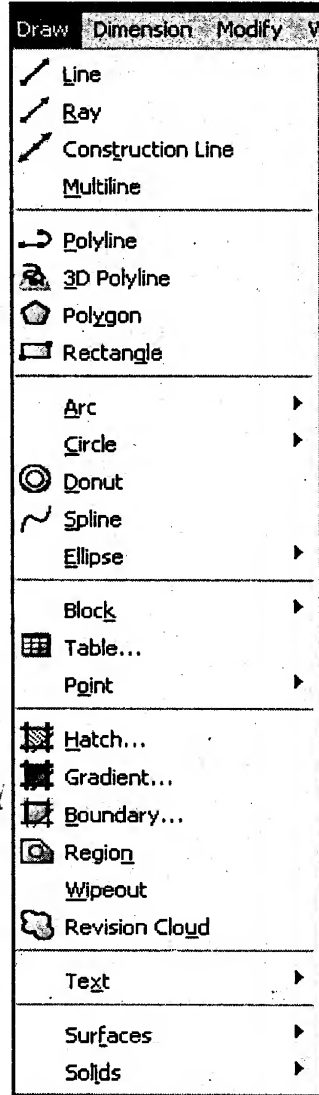 Draw Dimension Modify
Line
Ray
Construction Line
Multiline
Polyline
3D Polyline
Polygon
Rectangle
Arc
Circle
Donut
Spline
Ellipse
Block
Table...
Point
Hatch...
Gradient...
Boundary...
Region
Wipeout
Revision Cloud
Text
Surfaces
Solids